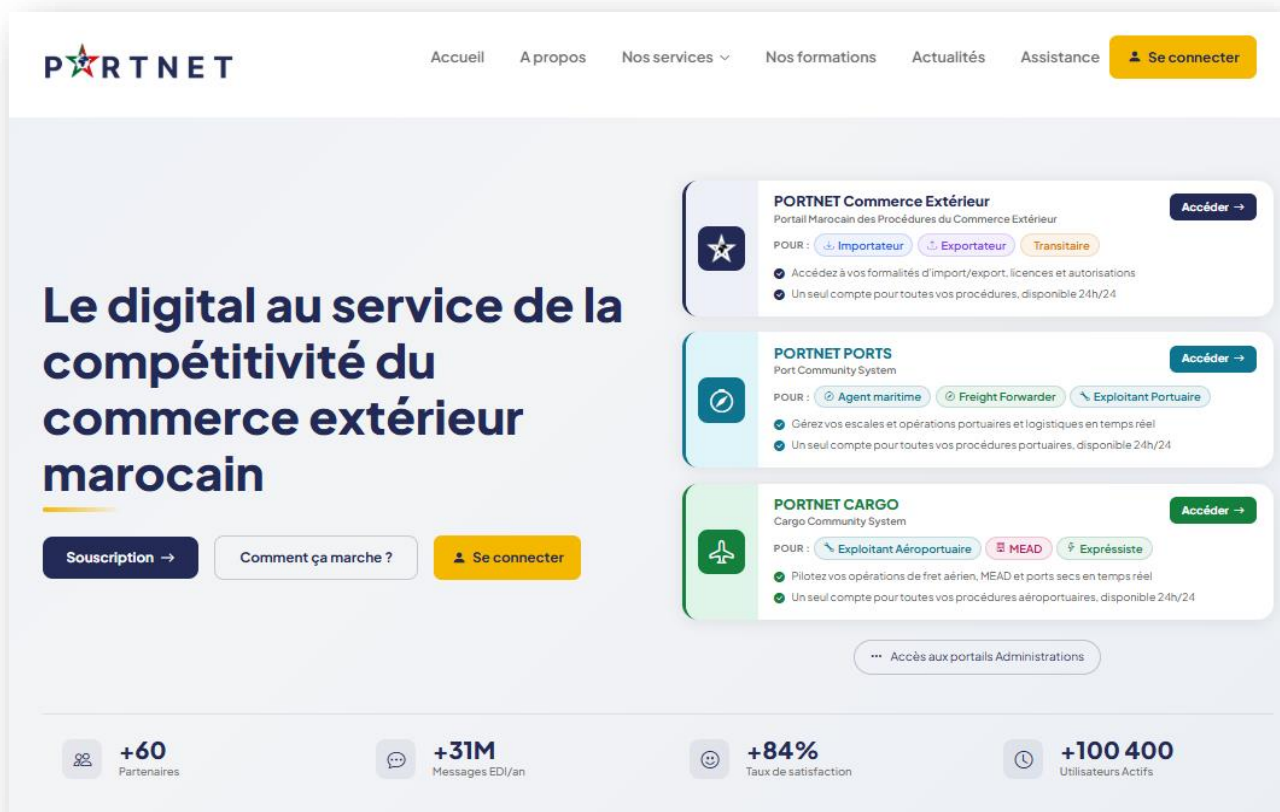 PORTNET
Accueil
A propos
Nos services
Nos formations
Actualités
Assistance
Se connecter
Le digital au service de la
compétitivité du
commerce extérieur
marocain
Souscription →
Comment ça marche ?
Se connecter
PORTNET Commerce Extérieur
Accéder →
Portail Marocain des Procédures du Commerce Extérieur
POUR : Importateur Exportateur Transitaire
Accédez à vos formalités d'import/export, licences et autorisations
Un seul compte pour toutes vos procédures, disponible 24h/24
PORTNET PORTS
Accéder →
Port Community System
POUR : Agent maritime Freight Forwarder Exploitant Portuaire
Gérez vos escales et opérations portuaires et logistiques en temps réel
Un seul compte pour toutes vos procédures portuaires, disponible 24h/24
PORTNET CARGO
Accéder →
Cargo Community System
POUR : Exploitant Aéroportuaire MEAD Expréssiste
Pilotez vos opérations de fret aérien, MEAD et ports secs en temps réel
Un seul compte pour toutes vos procédures aéroportuaires, disponible 24h/24
Accès aux portails Administrations
+60
Partenaires
+31M
Messages EDI/an
+84%
Taux de satisfaction
+100 400
Utilisateurs Actifs